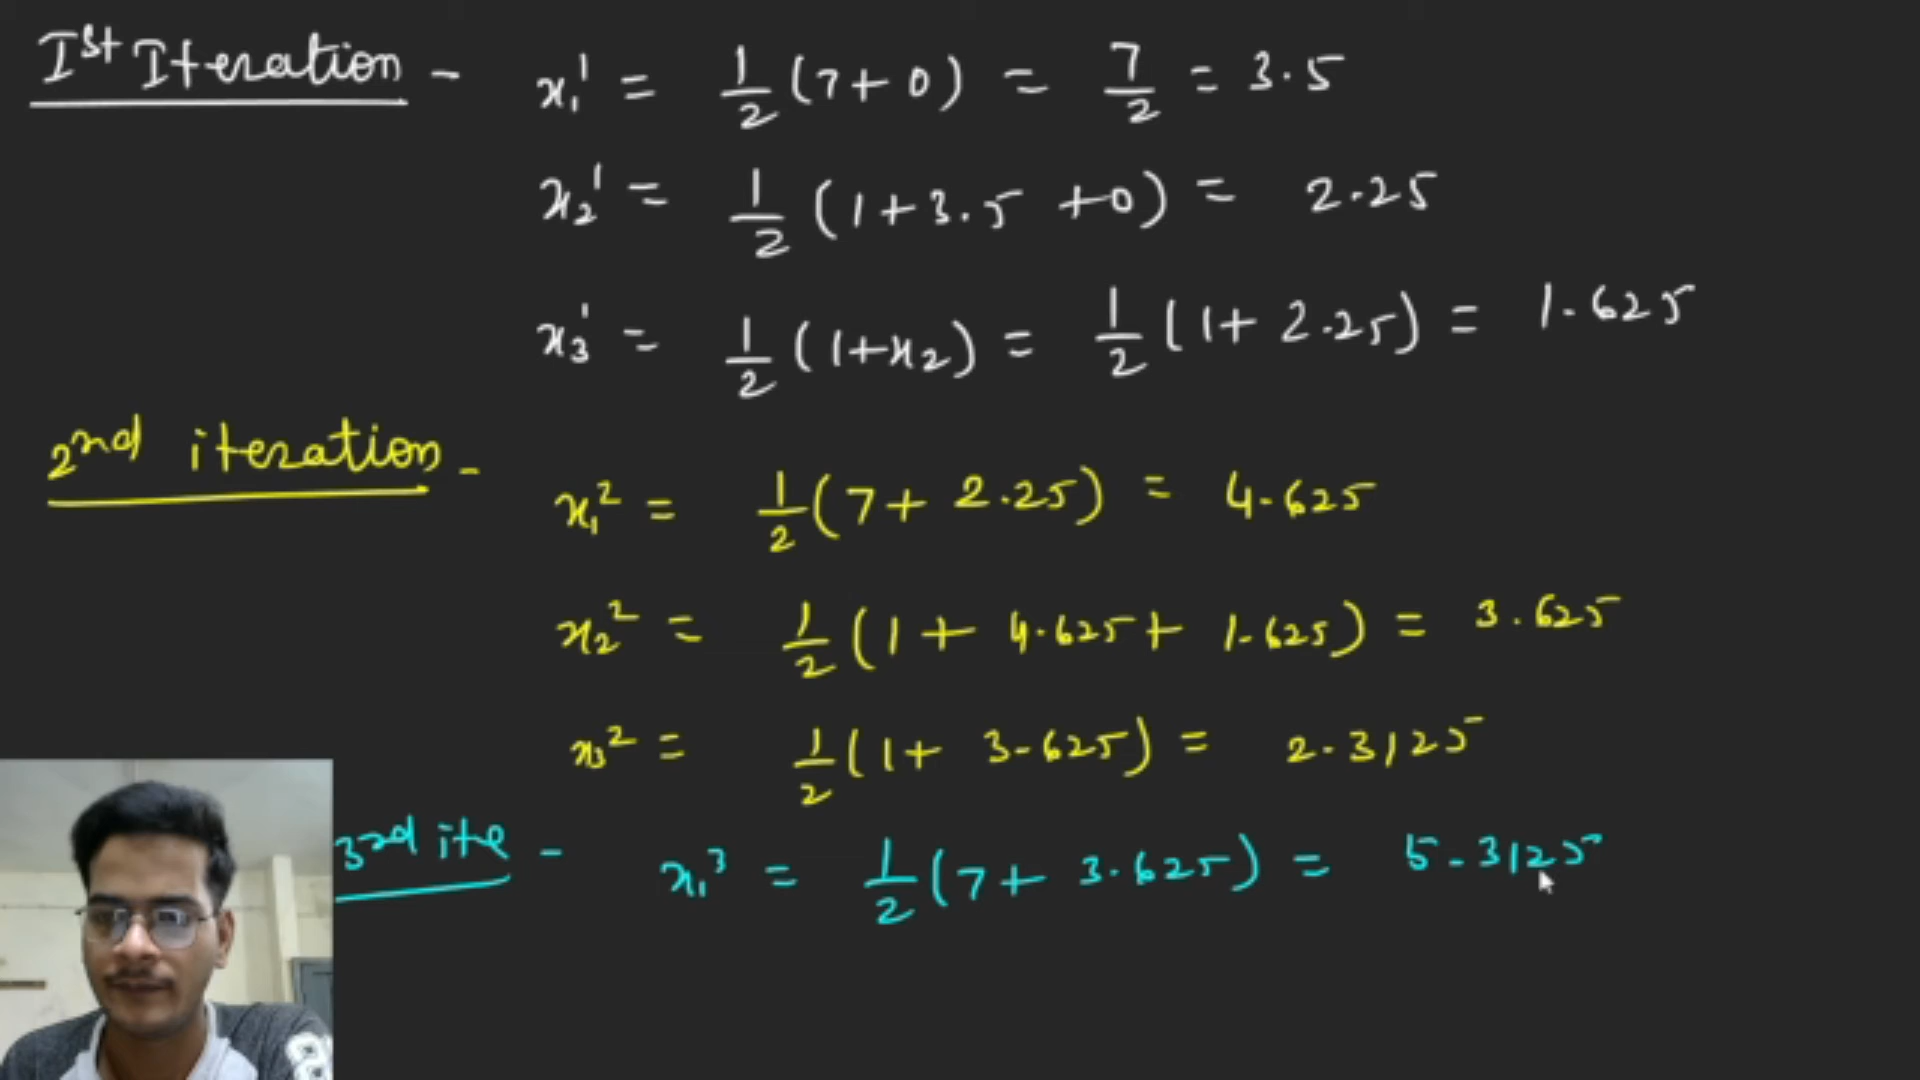 Ist Iteration - x₁¹ = 1/2 (7+0) = 7/2 = 3.5
x₂¹ = 1/2 (1+3.5 +0) = 2.25
x₃¹ = 1/2 (1+x₂) = 1/2 (1+ 2.25) = 1.625
2nd iteration - x₁² = 1/2 (7+ 2.25) = 4.625
x₂² = 1/2 (1 + 4.625 + 1.625) = 3.625
x₃² = 1/2 (1+ 3.625) = 2.3125
3rd ite - x₁³ = 1/2 (7+ 3.625) = 5.3125